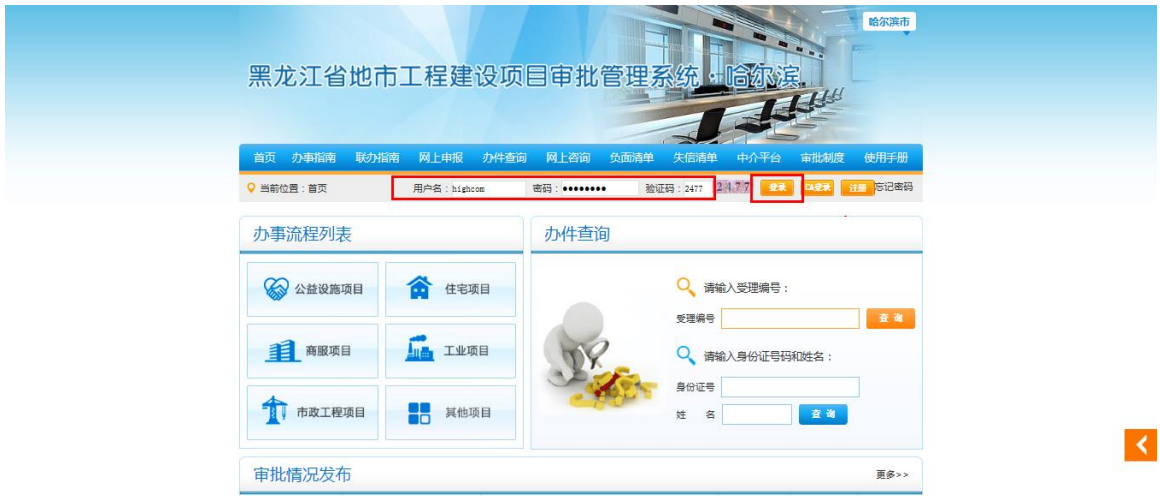 哈尔滨市
黑龙江省地市工程建设项目审批管理系统·哈尔滨
首页 办事指南 联办指南 网上申报 办件查询 网上咨询 负面清单 失信清单 中介平台 审批制度 使用手册
当前位置：首页 用户名：highcom 密码：●●●●●●●● 验证码：2477 2477 登录 CA登录 注册 忘记密码
办事流程列表
公益设施项目 住宅项目
商服项目 工业项目
市政工程项目 其他项目
办件查询
请输入受理编号：
受理编号 查询
请输入身份证号码和姓名：
身份证号
姓 名 查询
审批情况发布 更多>>